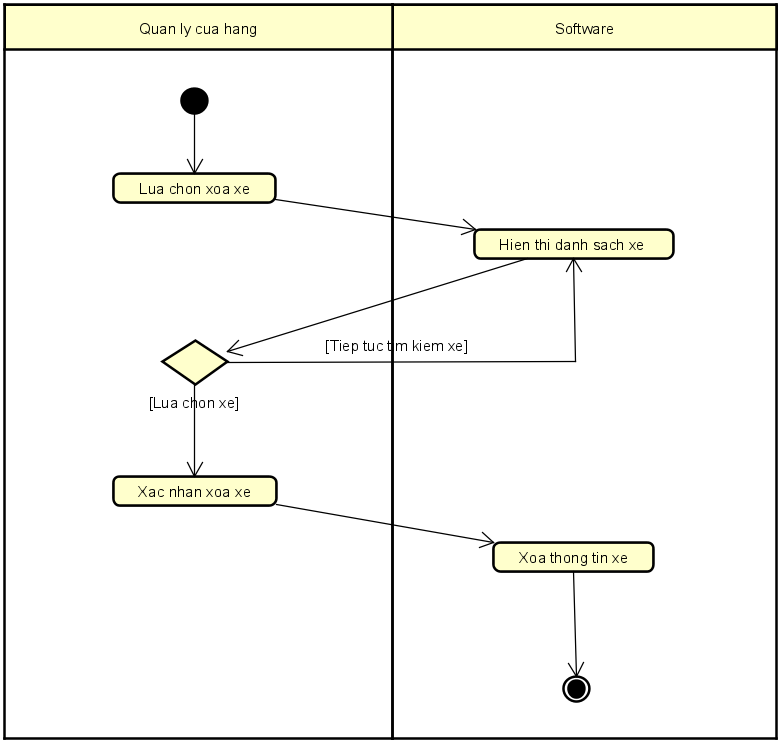 Quan ly cua hang
Software
Lua chon xoa xe
Hien thi danh sach xe
[Tiep tuc tim kiem xe]
[Lua chon xe]
Xac nhan xoa xe
Xoa thong tin xe